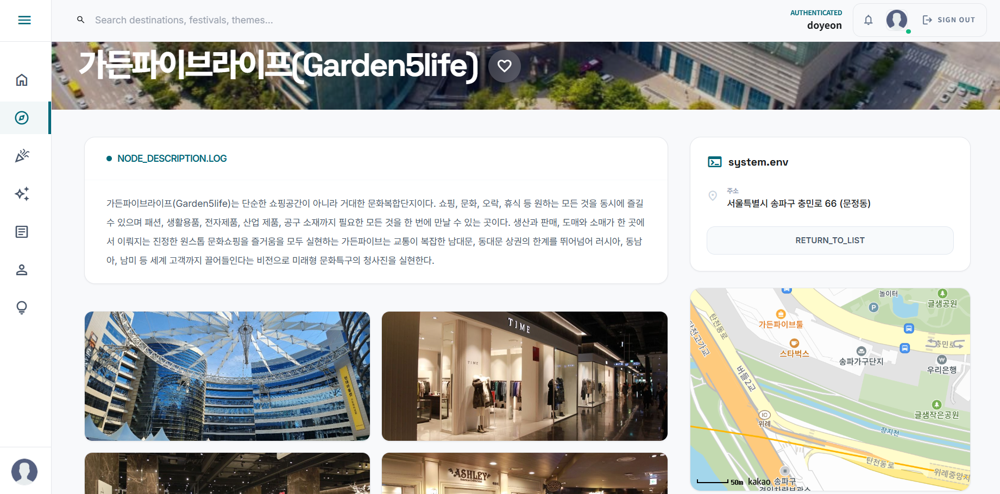 Search destinations, festivals, themes...
AUTHENTICATED
doyeon
SIGN OUT
가든파이브라이프(Garden5life)
NODE_DESCRIPTION.LOG
가든파이브라이프(Garden5life)는 단순한 쇼핑공간이 아니라 거대한 문화복합단지이다. 쇼핑, 문화, 오락, 휴식 등 원하는 모든 것을 동시에 즐길
수 있으며 패션, 생활용품, 전자제품, 산업 제품, 공구 소재까지 필요한 모든 것을 한 번에 만날 수 있는 곳이다. 생산과 판매, 도매와 소매가 한 곳에
서 이뤄지는 진정한 원스톱 문화쇼핑을 즐거움을 모두 실현하는 가든파이브는 교통이 복잡한 남대문, 동대문 상권의 한계를 뛰어넘어 러시아, 동남
아, 남미 등 세계 고객까지 끌어들인다는 비전으로 미래형 문화특구의 청사진을 실현한다.
system.env
주소
서울특별시 송파구 충민로 66 (문정동)
RETURN_TO_LIST
TIME
TIME
현대아울렛
ASHLEY
American Grill & Salad
놀이터
글샘공원
P
탄천동로
가든파이브툴
충민로
스타벅스
송파가구단지
우리은행
탄천고가교
버들2교
글샘작은공원
IC
위례
장지천
탄천동로
위례중앙지
50m
kakao
송파구